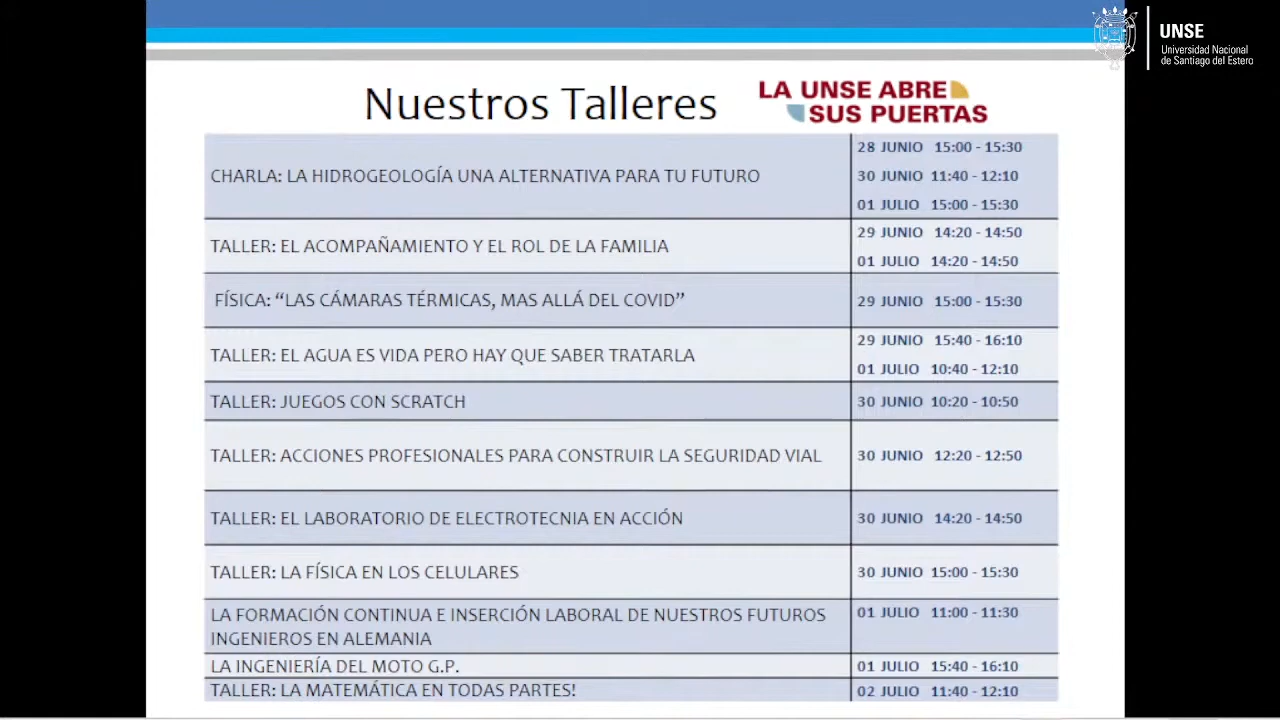 UNSE
Universidad Nacional
de Santiago del Estero
Nuestros Talleres
LA UNSE ABRE
SUS PUERTAS
CHARLA: LA HIDROGEOLOGÍA UNA ALTERNATIVA PARA TU FUTURO
28 JUNIO 15:00 - 15:30
30 JUNIO 11:40 - 12:10
01 JULIO 15:00 - 15:30
TALLER: EL ACOMPAÑAMIENTO Y EL ROL DE LA FAMILIA
29 JUNIO 14:20 - 14:50
01 JULIO 14:20 - 14:50
FÍSICA: “LAS CÁMARAS TÉRMICAS, MAS ALLÁ DEL COVID”
29 JUNIO 15:00 - 15:30
TALLER: EL AGUA ES VIDA PERO HAY QUE SABER TRATARLA
29 JUNIO 15:40 - 16:10
01 JULIO 10:40 - 12:10
TALLER: JUEGOS CON SCRATCH
30 JUNIO 10:20 - 10:50
TALLER: ACCIONES PROFESIONALES PARA CONSTRUIR LA SEGURIDAD VIAL
30 JUNIO 12:20 - 12:50
TALLER: EL LABORATORIO DE ELECTROTECNIA EN ACCIÓN
30 JUNIO 14:20 - 14:50
TALLER: LA FÍSICA EN LOS CELULARES
30 JUNIO 15:00 - 15:30
LA FORMACIÓN CONTINUA E INSERCIÓN LABORAL DE NUESTROS FUTUROS
INGENIEROS EN ALEMANIA
01 JULIO 11:00 - 11:30
LA INGENIERÍA DEL MOTO G.P.
01 JULIO 15:40 - 16:10
TALLER: LA MATEMÁTICA EN TODAS PARTES!
02 JULIO 11:40 - 12:10